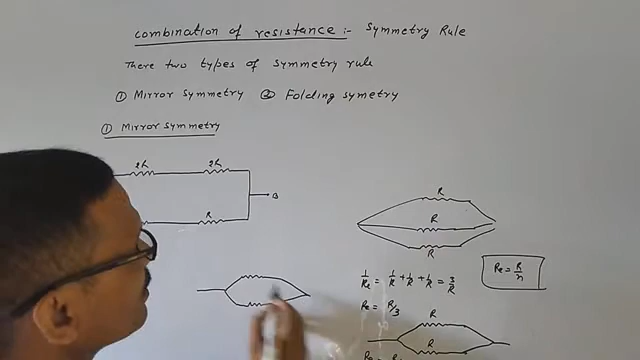 combination of resistance :- Symmetry Rule
There two types of symmetry rule
① Mirror symmetry ② Folding symetry
① Mirror symmetry
2R 2R
B
R
R
R
R
1/Re = 1/R + 1/R + 1/R = 3/R
Re = R/n
Re = R/3
R
R